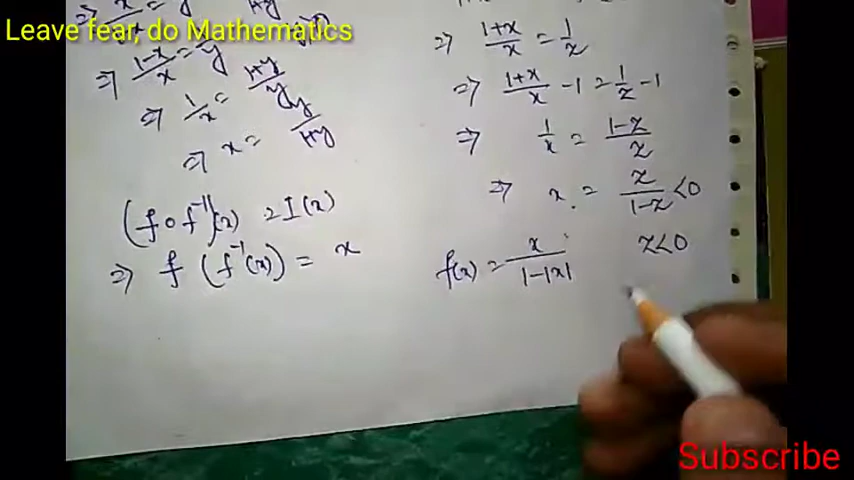 Leave fear, do Mathematics
⇒ (1-x)/x = y
⇒ 1/x = (1+y)/y
⇒ x = y/(1+y)
(f o f⁻¹)(x) = I(x)
⇒ f (f⁻¹(x)) = x
⇒ (1+x)/x = 1/z
⇒ (1+x)/x - 1 = 1/z - 1
⇒ 1/x = (1-z)/z
⇒ x = z/(1-z) < 0
f(x) = x/(1-|x|) z<0
Subscribe